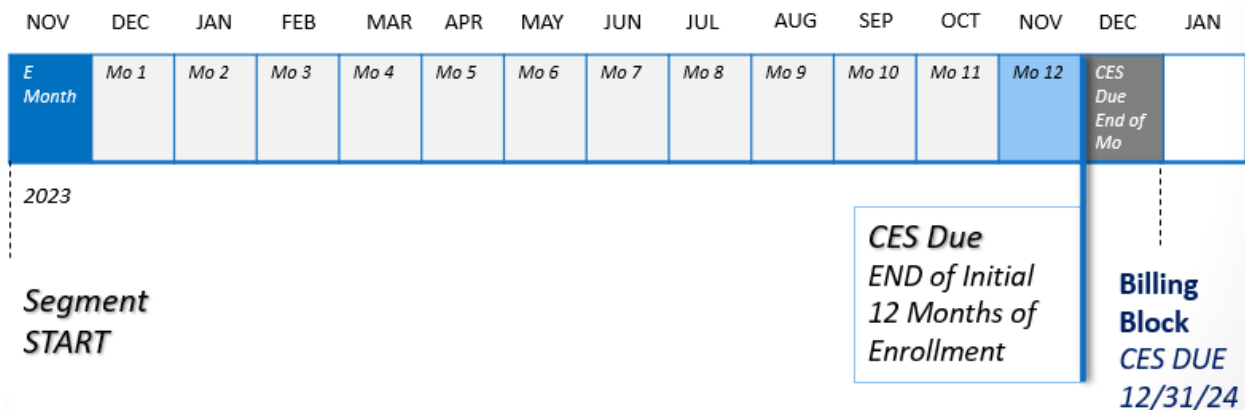 NOV DEC JAN FEB MAR APR MAY JUN JUL AUG SEP OCT NOV DEC JAN
E Month
Mo 1 Mo 2 Mo 3 Mo 4 Mo 5 Mo 6 Mo 7 Mo 8 Mo 9 Mo 10 Mo 11 Mo 12
CES
Due
End of
Mo
2023
Segment
START
CES Due
END of Initial
12 Months of
Enrollment
Billing
Block
CES DUE
12/31/24